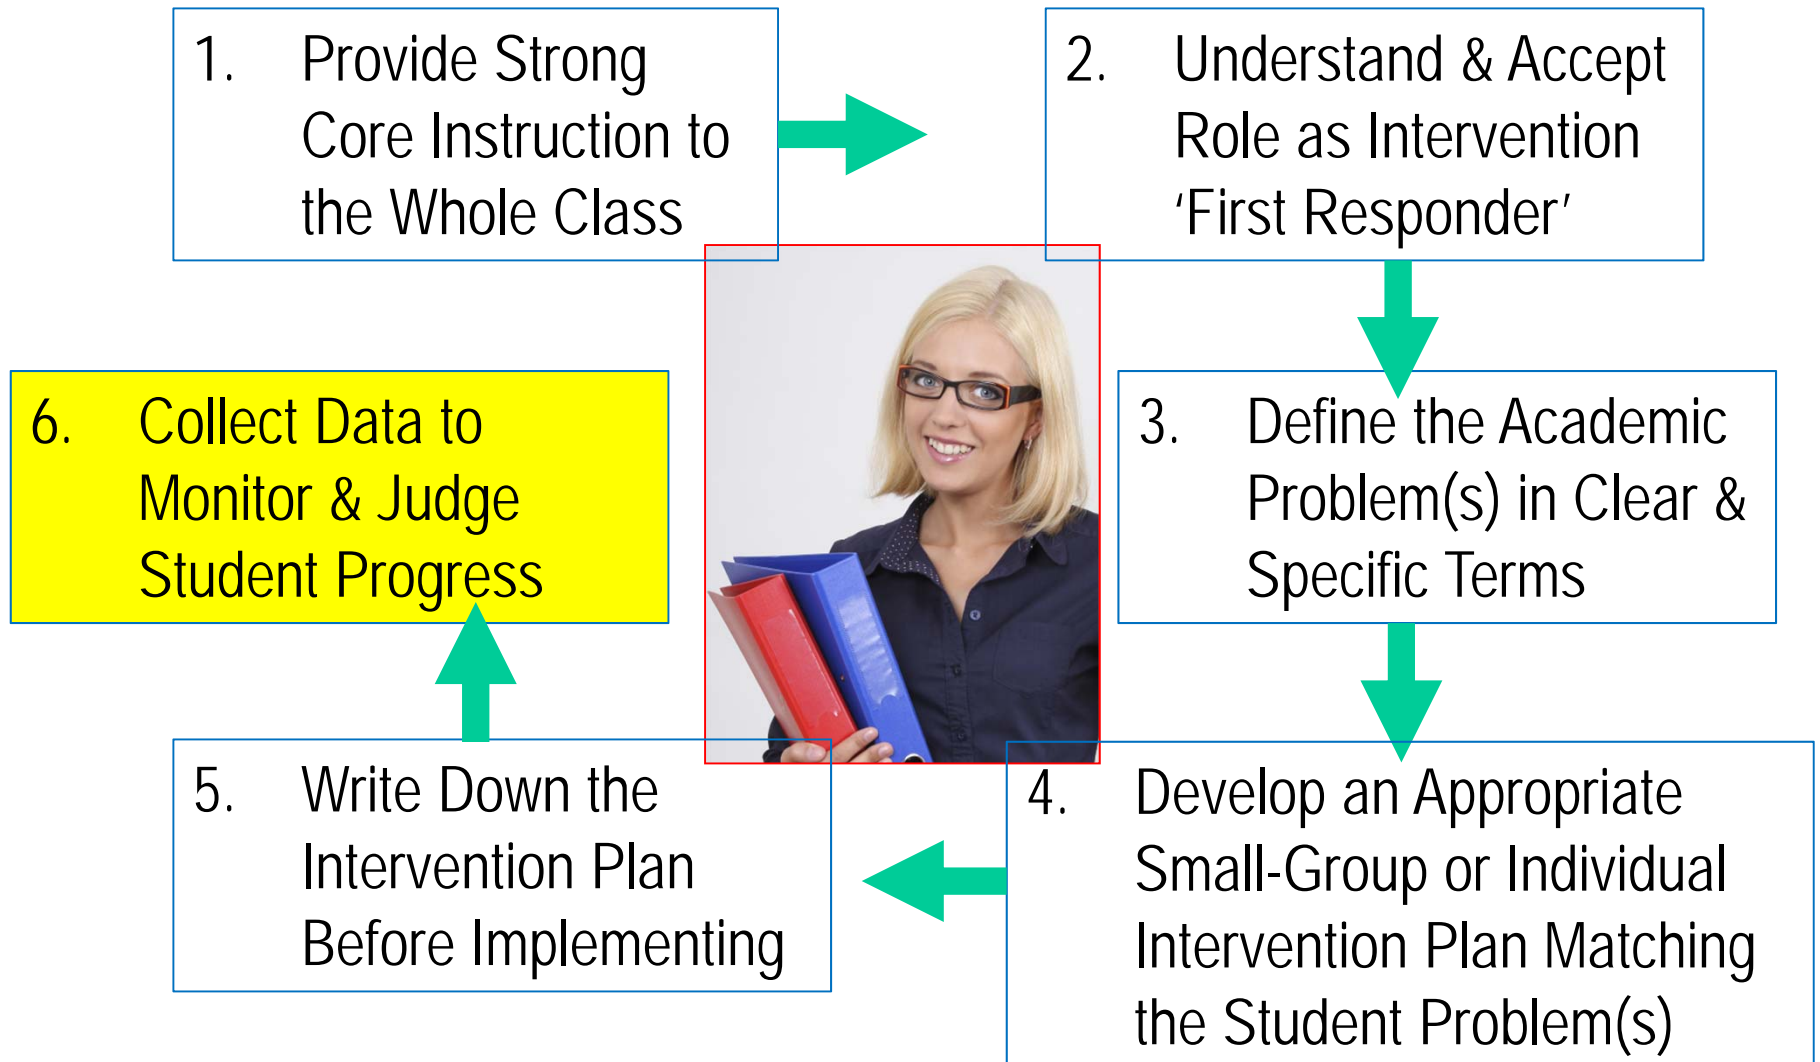 1. Provide Strong
Core Instruction to
the Whole Class
2. Understand & Accept
Role as Intervention
‘First Responder’
3. Define the Academic
Problem(s) in Clear &
Specific Terms
4. Develop an Appropriate
Small-Group or Individual
Intervention Plan Matching
the Student Problem(s)
5. Write Down the
Intervention Plan
Before Implementing
6. Collect Data to
Monitor & Judge
Student Progress